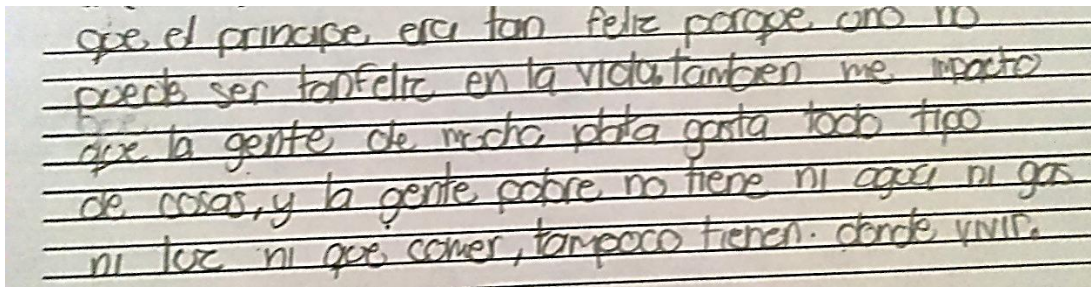 que el principe era tan feliz porque uno no
puede ser tanfeliz en la vida, tambien me impacto
que la gente de mucha plata gasta todo tipo
de cosas, y la gente pobre no tiene ni agua ni gas
ni luz ni que comer, tampoco tienen. donde vivir.